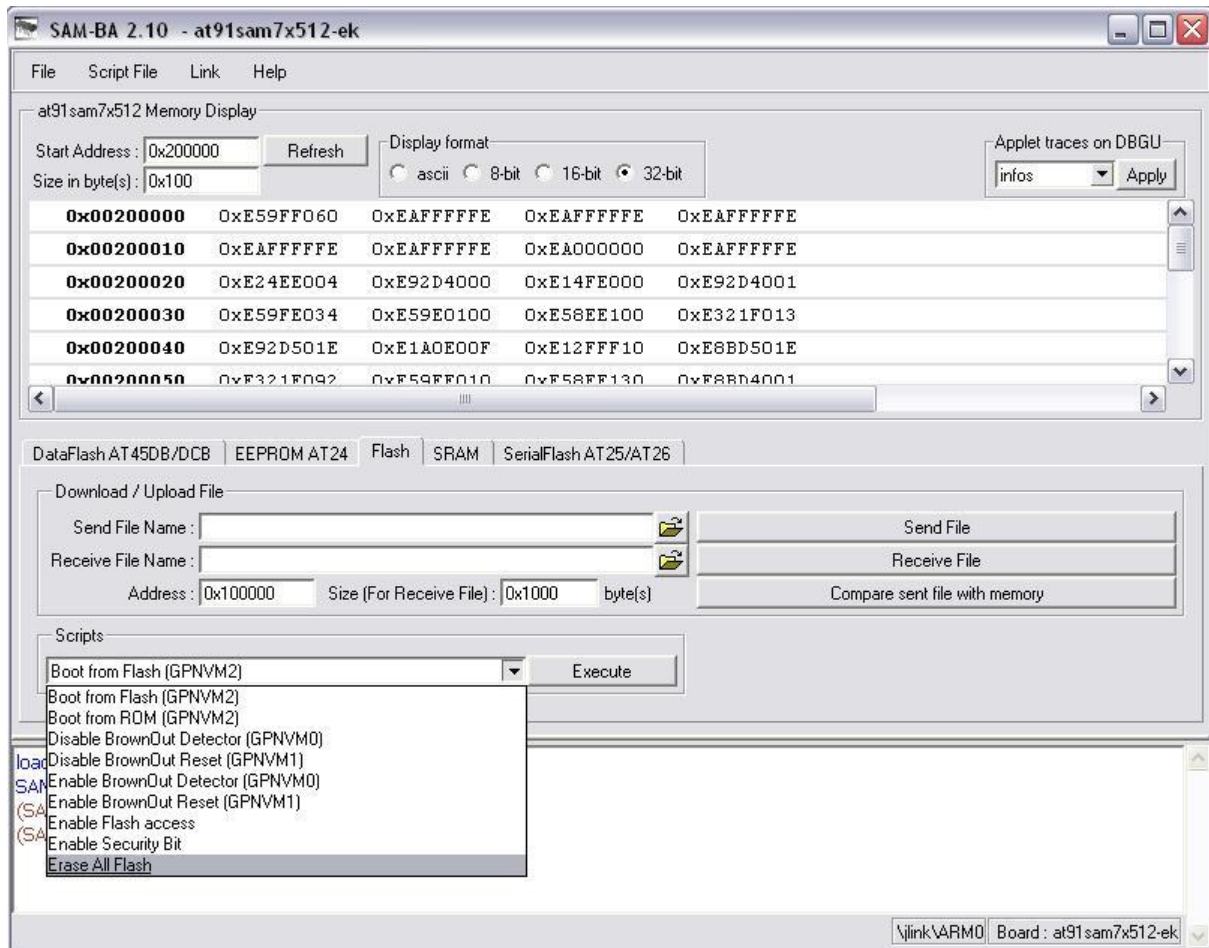 SAM-BA 2.10 - at91sam7x512-ek
File Script File Link Help
at91sam7x512 Memory Display
Start Address : 0x200000 Refresh
Size in byte(s) : 0x100
Display format
ascii 8-bit 16-bit 32-bit
Applet traces on DBGU
infos Apply
0x00200000 0xE59FF060 0xEAFFFFFE 0xEAFFFFFE 0xEAFFFFFE
0x00200010 0xEAFFFFFE 0xEAFFFFFE 0xEA000000 0xEAFFFFFE
0x00200020 0xE24EE004 0xE92D4000 0xE14FE000 0xE92D4001
0x00200030 0xE59FE034 0xE59E0100 0xE58EE100 0xE321F013
0x00200040 0xE92D501E 0xE1A0E00F 0xE12FFF10 0xE8BD501E
0x00200050 0xE321F092 0xE59FE010 0xE58EE130 0xE8BD4001
DataFlash AT45DB/DCB EEPROM AT24 Flash SRAM SerialFlash AT25/AT26
Download / Upload File
Send File Name : Send File
Receive File Name : Receive File
Address : 0x100000 Size (For Receive File) : 0x1000 byte(s) Compare sent file with memory
Scripts
Boot from Flash (GPNVM2) Execute
Boot from Flash (GPNVM2)
Boot from ROM (GPNVM2)
Disable BrownOut Detector (GPNVM0)
Disable BrownOut Reset (GPNVM1)
Enable BrownOut Detector (GPNVM0)
Enable BrownOut Reset (GPNVM1)
Enable Flash access
Enable Security Bit
Erase All Flash
\jlink\ARM0 Board : at91sam7x512-ek